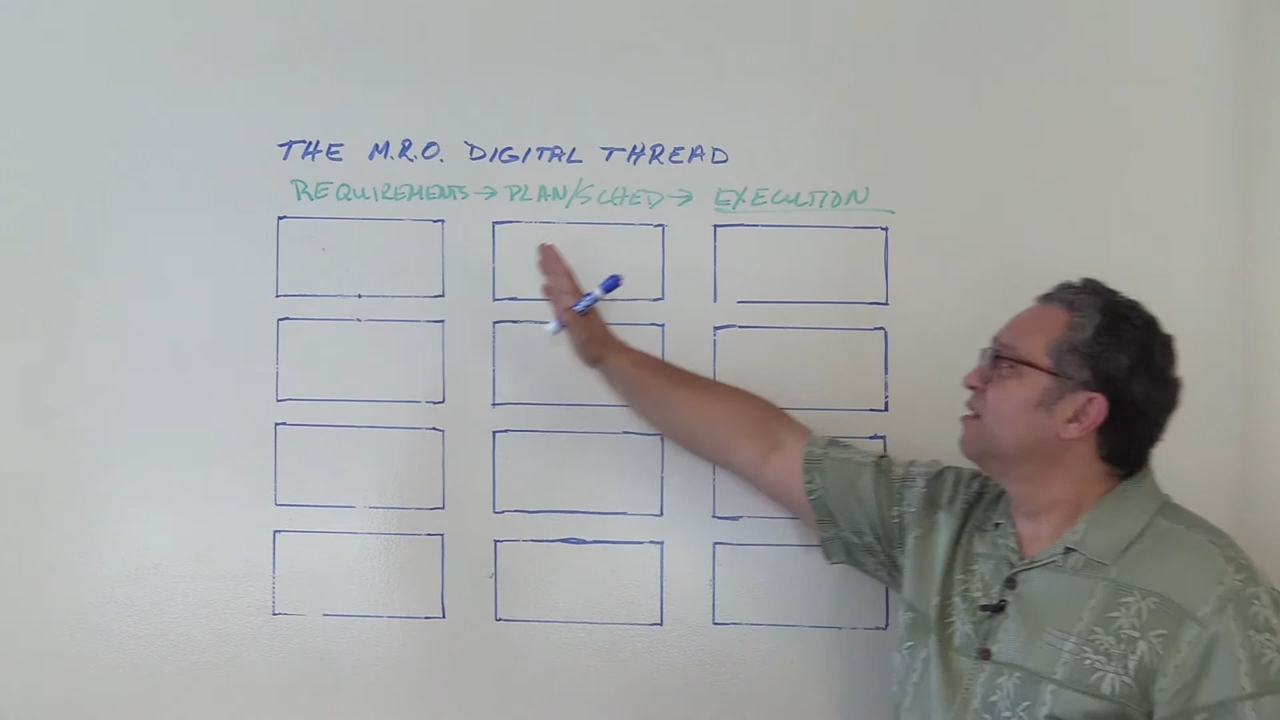 THE M.R.O. DIGITAL THREAD
REQUIREMENTS → PLAN/SCHED → EXECUTION